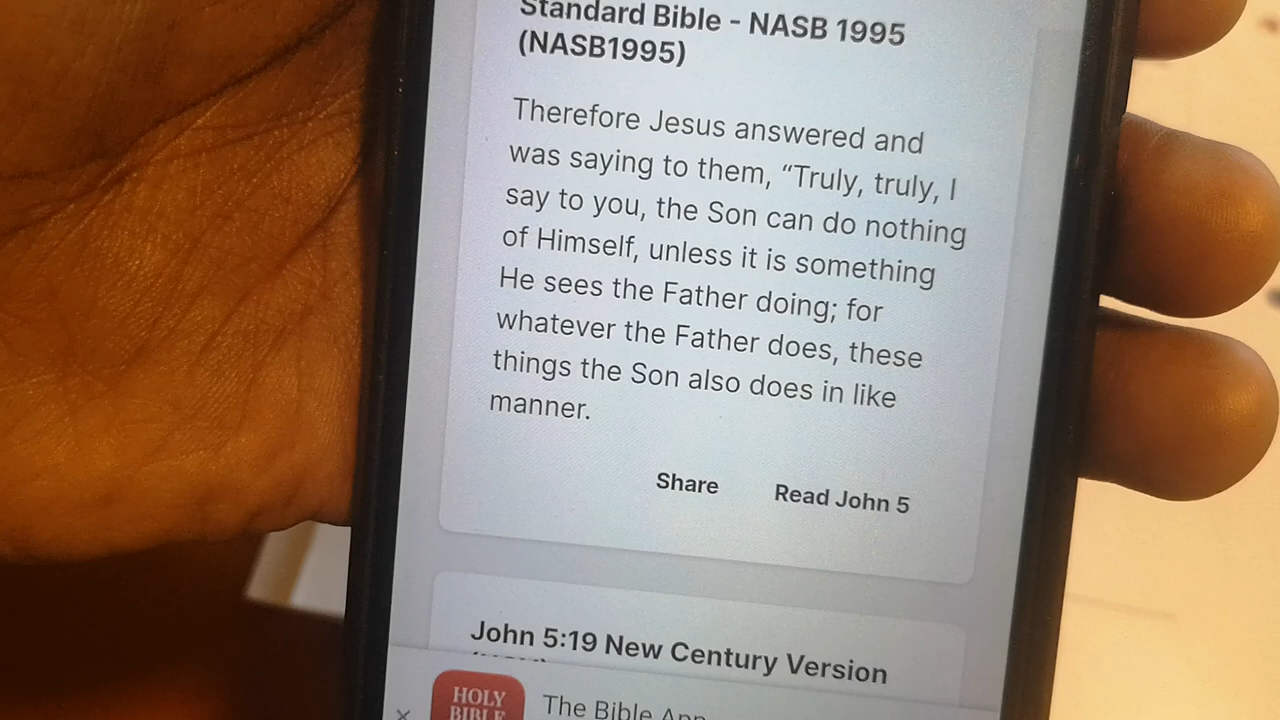 Standard Bible - NASB 1995
(NASB1995)
Therefore Jesus answered and
was saying to them, “Truly, truly, I
say to you, the Son can do nothing
of Himself, unless it is something
He sees the Father doing; for
whatever the Father does, these
things the Son also does in like
manner.
Share Read John 5
John 5:19 New Century Version
HOLY
BIBLE
The Bible App